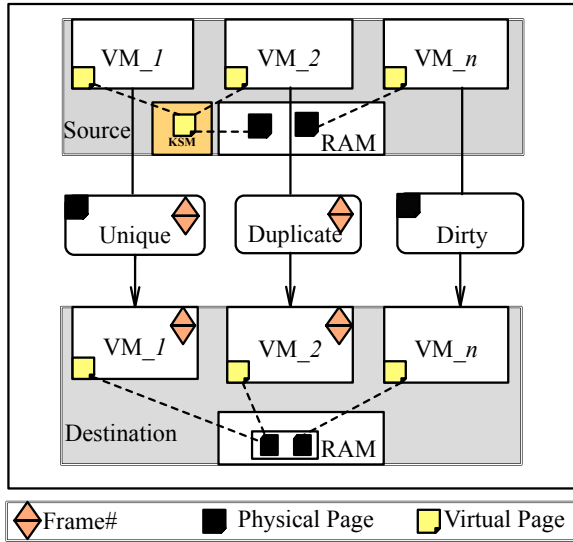 VM_1 VM_2 VM_n
Source KSM RAM
Unique Duplicate Dirty
VM_1 VM_2 VM_n
Destination RAM
Frame# Physical Page Virtual Page